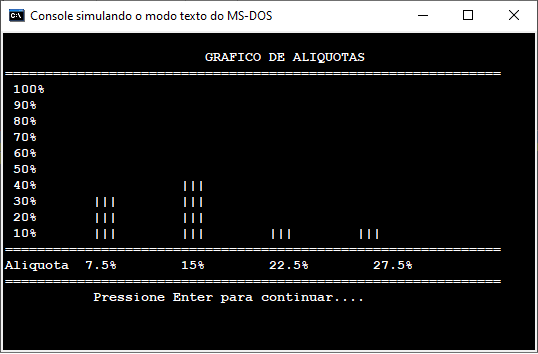 Console simulando o modo texto do MS-DOS
GRAFICO DE ALIQUOTAS
==============================================================
100%
90%
80%
70%
60%
50%
40% |||
30% ||| |||
20% ||| |||
10% ||| ||| ||| |||
==============================================================
Aliquota 7.5% 15% 22.5% 27.5%
==============================================================
Pressione Enter para continuar....